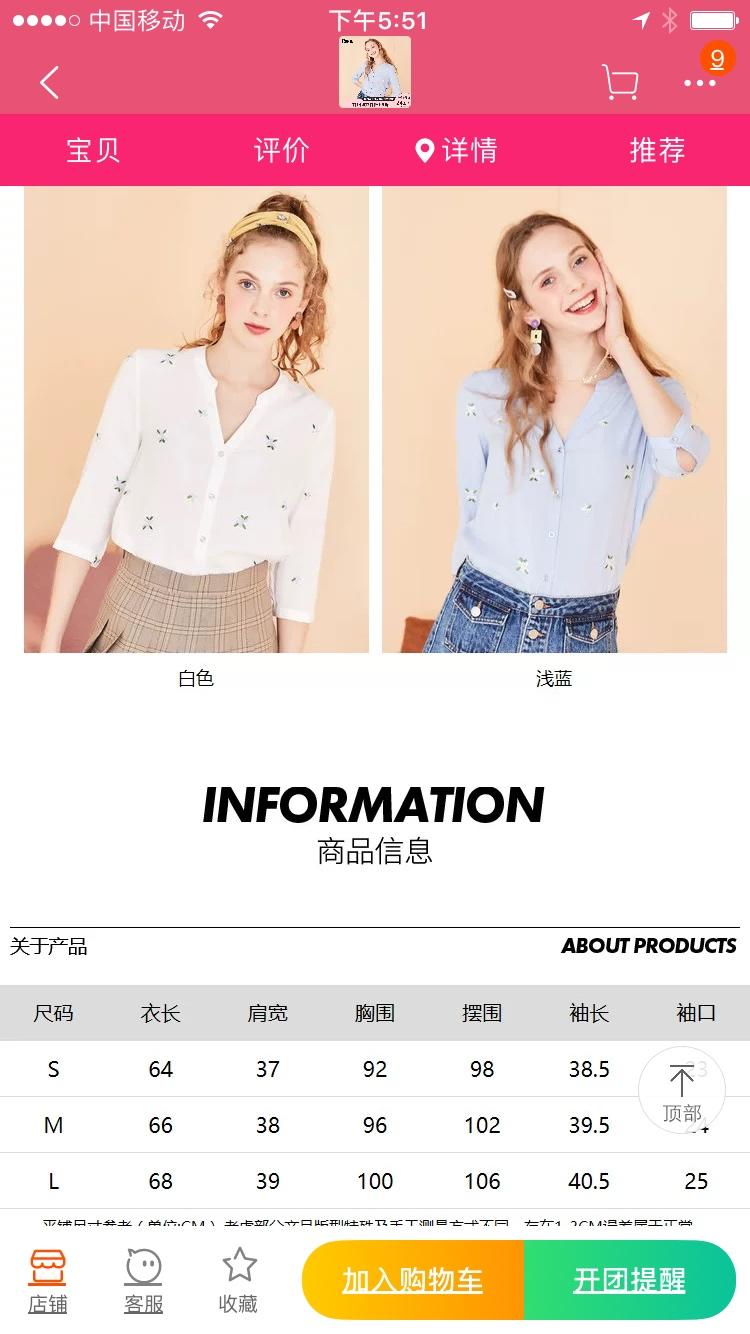 中国移动 下午5:51
9
宝贝 评价 详情 推荐
白色 浅蓝
INFORMATION
商品信息
关于产品 ABOUT PRODUCTS
尺码 衣长 肩宽 胸围 摆围 袖长 袖口
S 64 37 92 98 38.5 23
M 66 38 96 102 39.5 24
顶部
L 68 39 100 106 40.5 25
店铺 客服 收藏 加入购物车 开团提醒